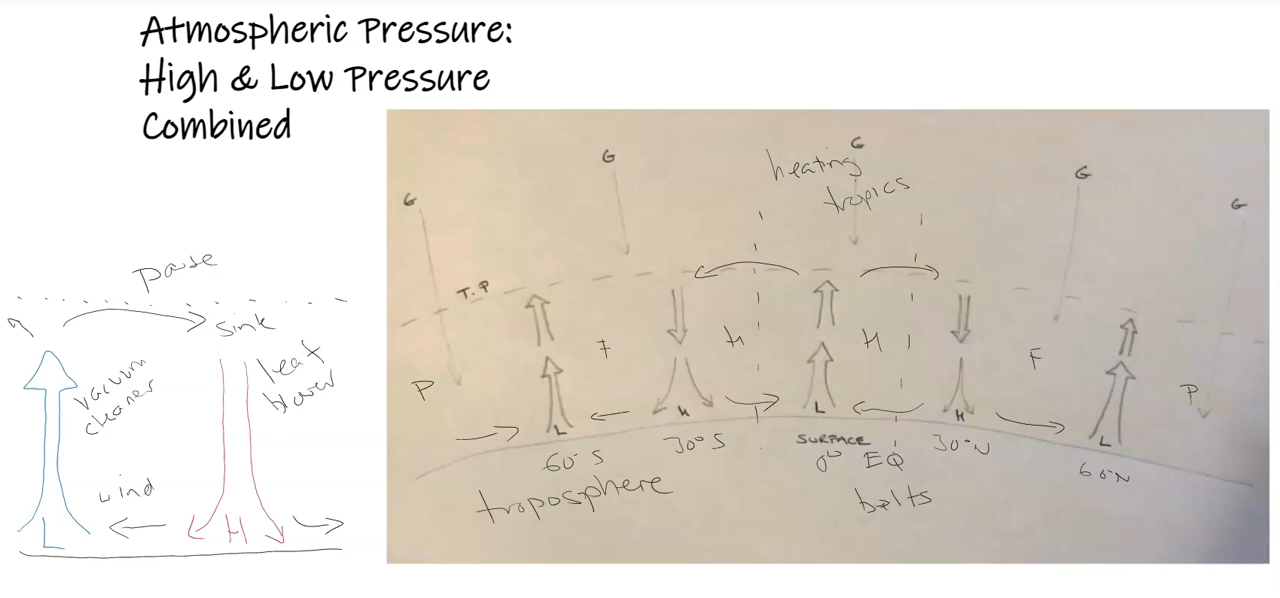 Atmospheric Pressure:
High & Low Pressure
Combined
pause
sink
vacuum
cleaner
leaf
blower
wind
L
H
G
G
G
G
G
heating
tropics
T.P
P
F
H
H
F
P
L
H
L
H
L
60° S
30° S
SURFACE
0° EQ
30° N
60° N
troposphere
belts